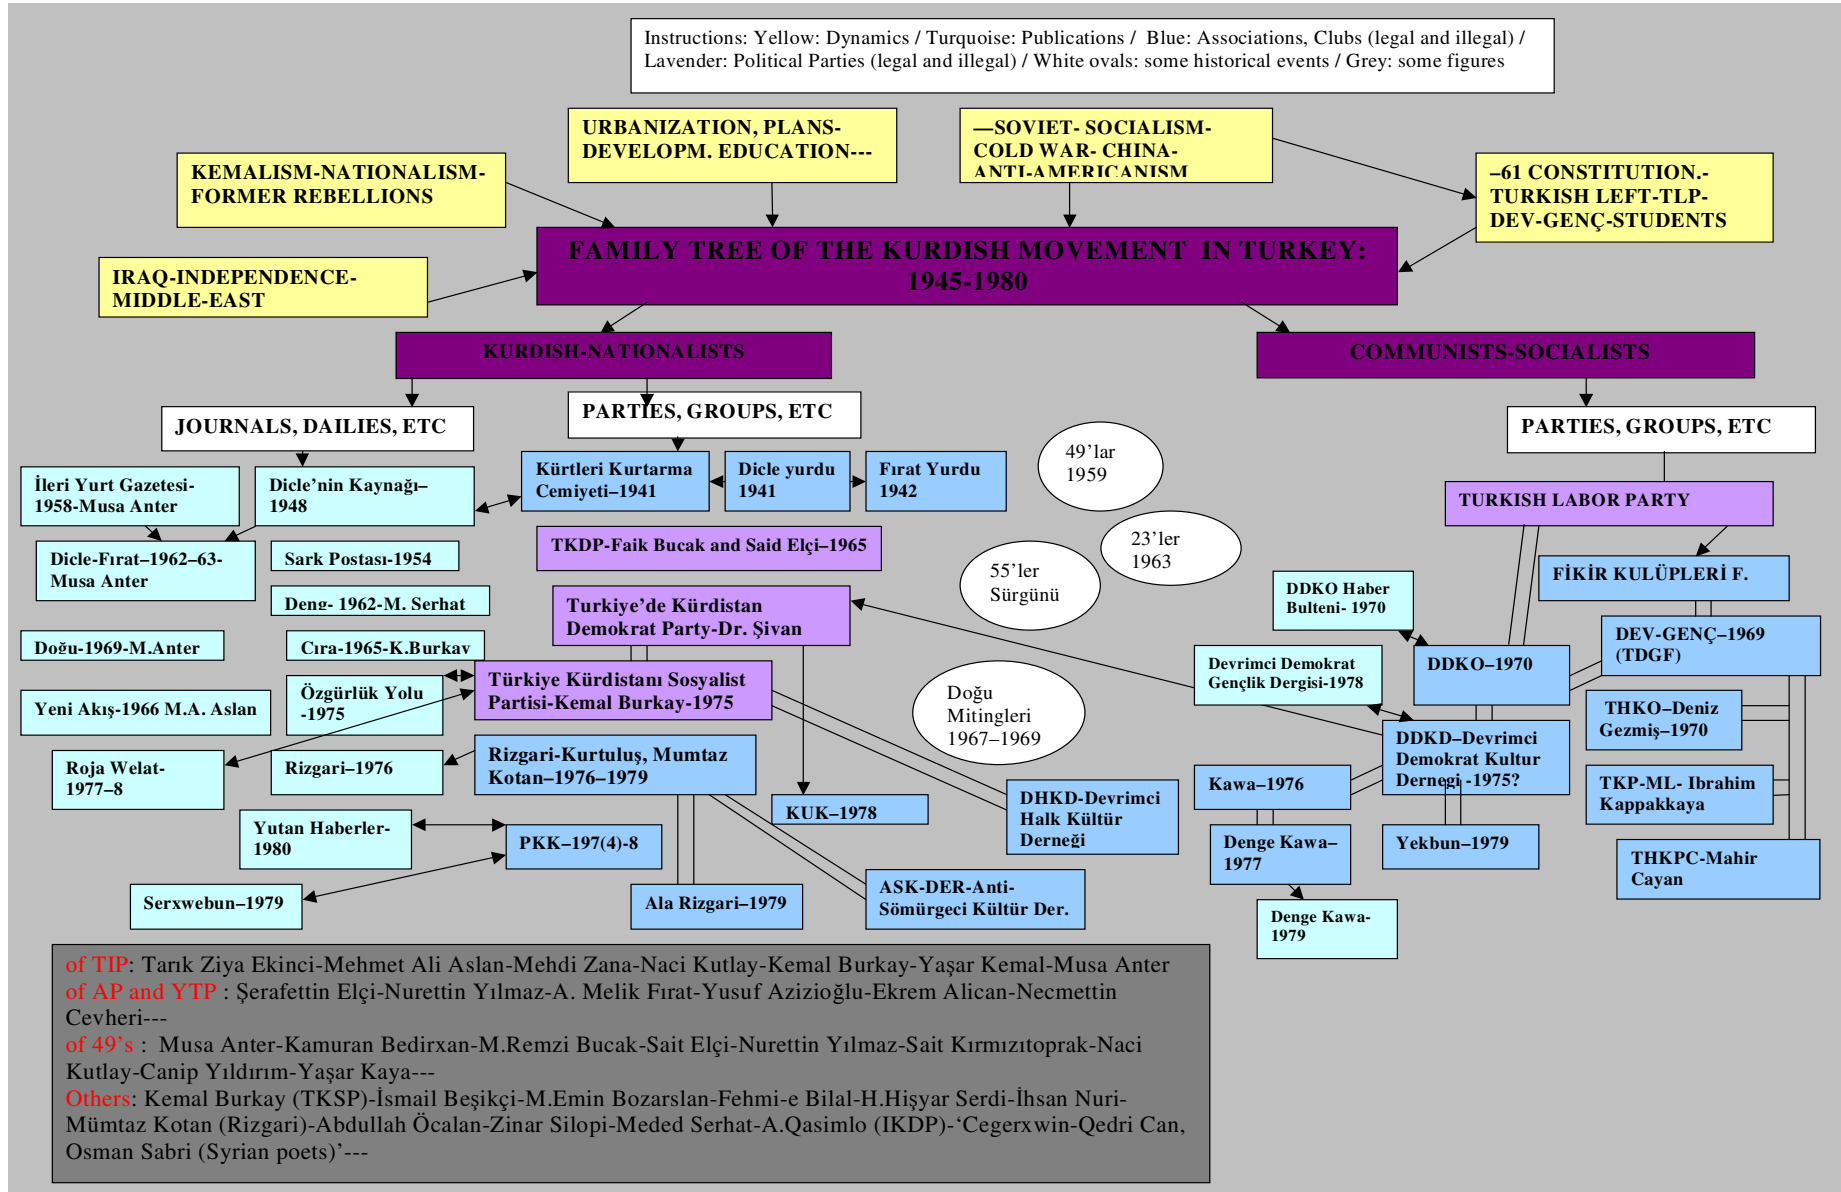 Instructions: Yellow: Dynamics / Turquoise: Publications /  Blue: Associations, Clubs (legal and illegal) /
Lavender: Political Parties (legal and illegal) / White ovals: some historical events / Grey: some figures
URBANIZATION, PLANS-
DEVELOPM. EDUCATION---
—SOVIET- SOCIALISM-
COLD WAR- CHINA-
ANTI-AMERICANISM
KEMALISM-NATIONALISM-
FORMER REBELLIONS
–61 CONSTITUTION.-
TURKISH LEFT-TLP-
DEV-GENÇ-STUDENTS
IRAQ-INDEPENDENCE-
MIDDLE-EAST
FAMILY TREE OF THE KURDISH MOVEMENT  IN TURKEY:
1945-1980
KURDISH-NATIONALISTS
COMMUNISTS-SOCIALISTS
JOURNALS, DAILIES, ETC
PARTIES, GROUPS, ETC
PARTIES, GROUPS, ETC
İleri Yurt Gazetesi-
1958-Musa Anter
Dicle’nin Kaynağı–
1948
Kürtleri Kurtarma
Cemiyeti–1941
Dicle yurdu
1941
Fırat Yurdu
1942
49’lar
1959
TURKISH LABOR PARTY
Dicle-Fırat–1962–63-
Musa Anter
Sark Postası-1954
TKDP-Faik Bucak and Said Elçi–1965
23’ler
1963
55’ler
Sürgünü
FİKİR KULÜPLERİ F.
Deng- 1962-M. Serhat
Turkiye’de Kürdistan
Demokrat Party-Dr. Şivan
DDKO Haber
Bulteni- 1970
DEV-GENÇ–1969
(TDGF)
Doğu-1969-M.Anter
Cıra-1965-K.Burkay
DDKO–1970
Devrimci Demokrat
Gençlik Dergisi-1978
Türkiye Kürdistanı Sosyalist
Partisi-Kemal Burkay-1975
Özgürlük Yolu
-1975
Yeni Akış-1966 M.A. Aslan
Doğu
Mitingleri
1967–1969
THKO–Deniz
Gezmiş–1970
DDKD–Devrimci
Demokrat Kultur
Dernegi -1975?
Roja Welat-
1977–8
Rizgari–1976
Rizgari-Kurtuluş, Mumtaz
Kotan–1976–1979
Kawa–1976
TKP-ML- Ibrahim
Kappakkaya
KUK–1978
DHKD-Devrimci
Halk Kültür
Derneği
Yutan Haberler-
1980
PKK–197(4)-8
Denge Kawa–
1977
Yekbun–1979
THKPC-Mahir
Cayan
Serxwebun–1979
Ala Rizgari–1979
ASK-DER-Anti-
Sömürgeci Kültür Der.
Denge Kawa-
1979
of TIP: Tarık Ziya Ekinci-Mehmet Ali Aslan-Mehdi Zana-Naci Kutlay-Kemal Burkay-Yaşar Kemal-Musa Anter
of AP and YTP : Şerafettin Elçi-Nurettin Yılmaz-A. Melik Fırat-Yusuf Azizioğlu-Ekrem Alican-Necmettin
Cevheri---
of 49’s :  Musa Anter-Kamuran Bedirxan-M.Remzi Bucak-Sait Elçi-Nurettin Yılmaz-Sait Kırmızıtoprak-Naci
Kutlay-Canip Yıldırım-Yaşar Kaya---
Others: Kemal Burkay (TKSP)-İsmail Beşikçi-M.Emin Bozarslan-Fehmi-e Bilal-H.Hişyar Serdi-İhsan Nuri-
Mümtaz Kotan (Rizgari)-Abdullah Öcalan-Zinar Silopi-Meded Serhat-A.Qasimlo (IKDP)-‘Cegerxwin-Qedri Can,
Osman Sabri (Syrian poets)’---